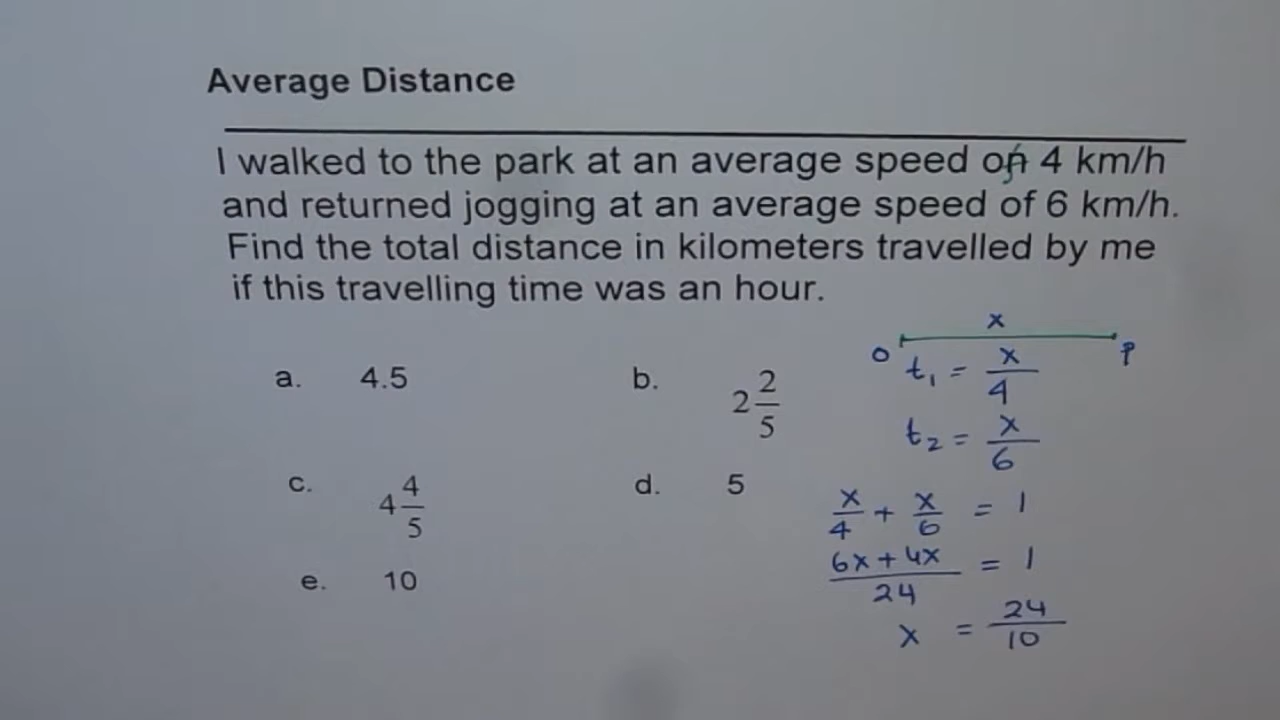 Average Distance
I walked to the park at an average speed of 4 km/h
and returned jogging at an average speed of 6 km/h.
Find the total distance in kilometers travelled by me
if this travelling time was an hour.
a. 4.5
b. 2 2/5
c. 4 4/5
d. 5
e. 10
x
O P
t₁ = x/4
t₂ = x/6
x/4 + x/6 = 1
(6x + 4x)/24 = 1
x = 24/10